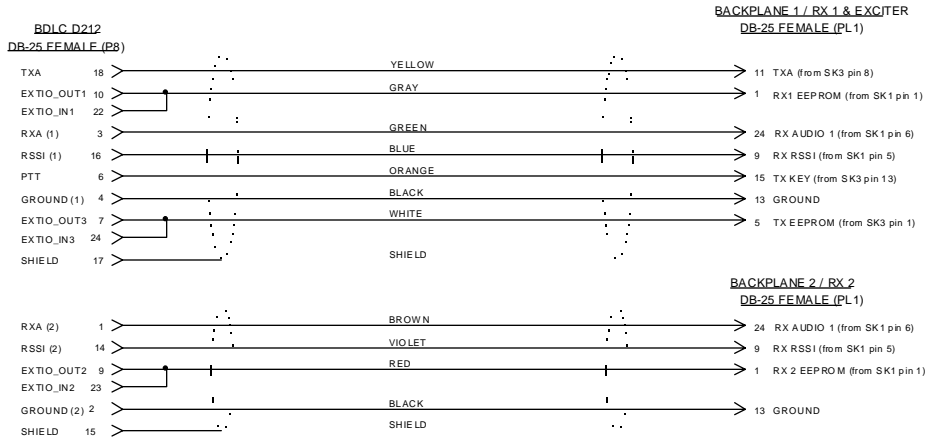 BACKPLANE 1 / RX 1 & EXCITER
DB-25 FEMALE (PL1)
BDLC D212
DB-25 FEMALE (P8)
TXA 18 YELLOW 11 TXA (from SK3 pin 8)
EXTIO_OUT1 10 GRAY 1 RX1 EEPROM (from SK1 pin 1)
EXTIO_IN1 22
RXA (1) 3 GREEN 24 RX AUDIO 1 (from SK1 pin 6)
RSSI (1) 16 BLUE 9 RX RSSI (from SK1 pin 5)
PTT 6 ORANGE 15 TX KEY (from SK3 pin 13)
GROUND (1) 4 BLACK 13 GROUND
EXTIO_OUT3 7 WHITE 5 TX EEPROM (from SK3 pin 1)
EXTIO_IN3 24
SHIELD 17 SHIELD
BACKPLANE 2 / RX 2
DB-25 FEMALE (PL1)
RXA (2) 1 BROWN 24 RX AUDIO 1 (from SK1 pin 6)
RSSI (2) 14 VIOLET 9 RX RSSI (from SK1 pin 5)
EXTIO_OUT2 9 RED 1 RX 2 EEPROM (from SK1 pin 1)
EXTIO_IN2 23
GROUND (2) 2 BLACK 13 GROUND
SHIELD 15 SHIELD